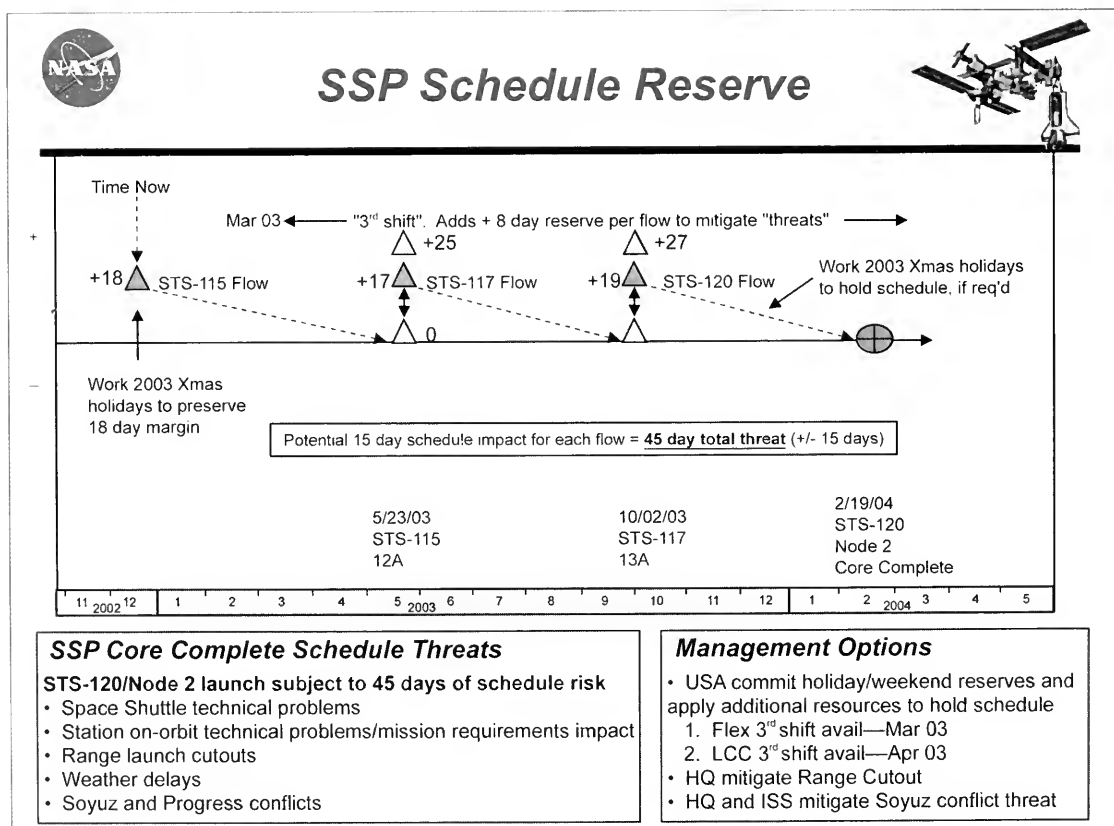 NASA
SSP Schedule Reserve
Time Now
Mar 03 "3rd shift". Adds + 8 day reserve per flow to mitigate "threats"
+25
+27
+18 STS-115 Flow
+17 STS-117 Flow
+19 STS-120 Flow
Work 2003 Xmas holidays
to hold schedule, if req'd
0
Work 2003 Xmas
holidays to preserve
18 day margin
Potential 15 day schedule impact for each flow = 45 day total threat (+/- 15 days)
5/23/03
STS-115
12A
10/02/03
STS-117
13A
2/19/04
STS-120
Node 2
Core Complete
11 2002 12 1 2 3 4 5 2003 6 7 8 9 10 11 12 1 2 2004 3 4 5
SSP Core Complete Schedule Threats
STS-120/Node 2 launch subject to 45 days of schedule risk
• Space Shuttle technical problems
• Station on-orbit technical problems/mission requirements impact
• Range launch cutouts
• Weather delays
• Soyuz and Progress conflicts
Management Options
• USA commit holiday/weekend reserves and
apply additional resources to hold schedule
1. Flex 3rd shift avail—Mar 03
2. LCC 3rd shift avail—Apr 03
• HQ mitigate Range Cutout
• HQ and ISS mitigate Soyuz conflict threat